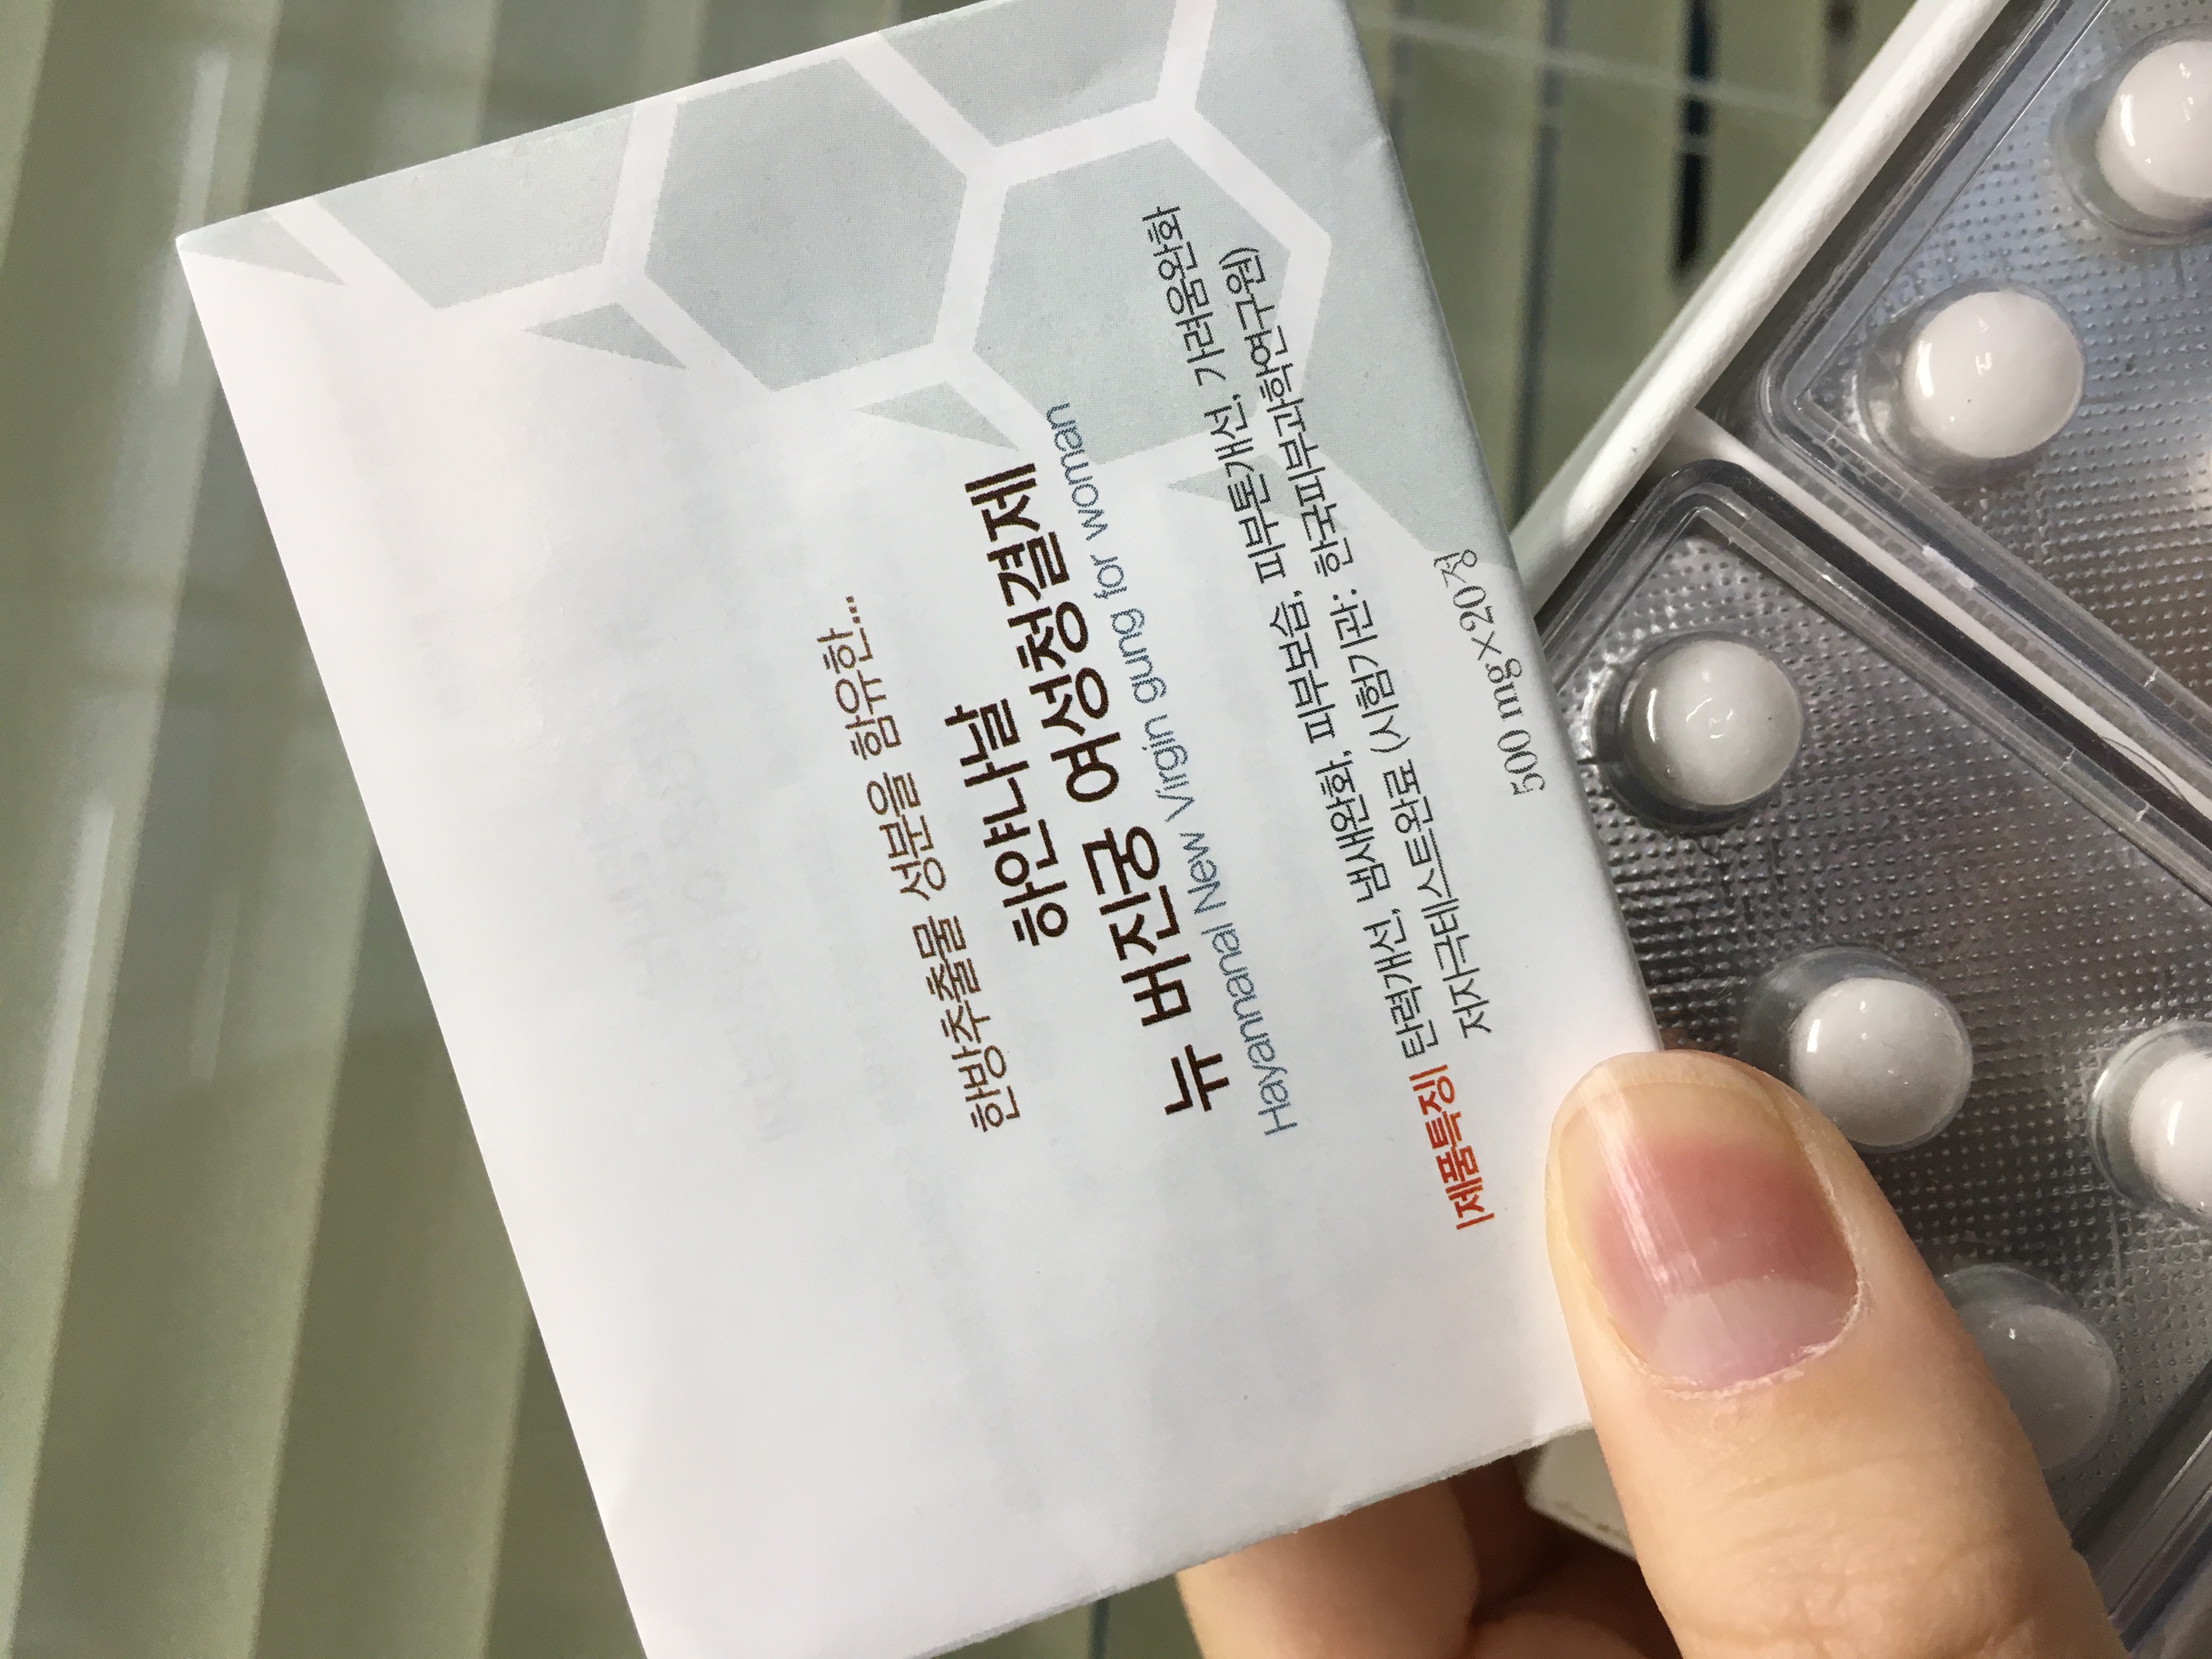 한방추출물 성분을 함유한...
하얀나날
뉴 버진궁 여성청결제
Hayannanal New Virgin gung for woman
|제품특징| 탄력개선, 냄새완화, 피부보습, 피부톤개선, 가려움완화
저자극테스트완료 (시험기관: 한국피부과학연구원)
500 mg×20정